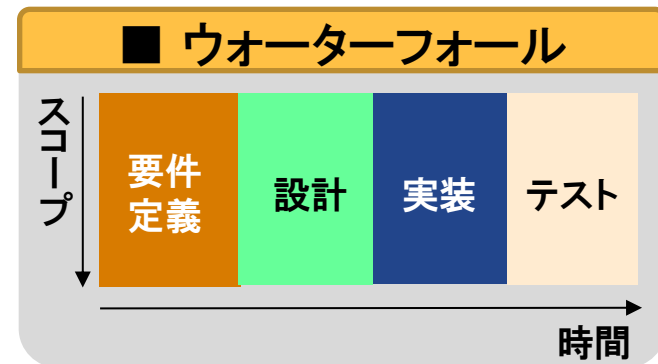 ■ ウォーターフォール
スコープ
要件
定義
設計
実装
テスト
時間